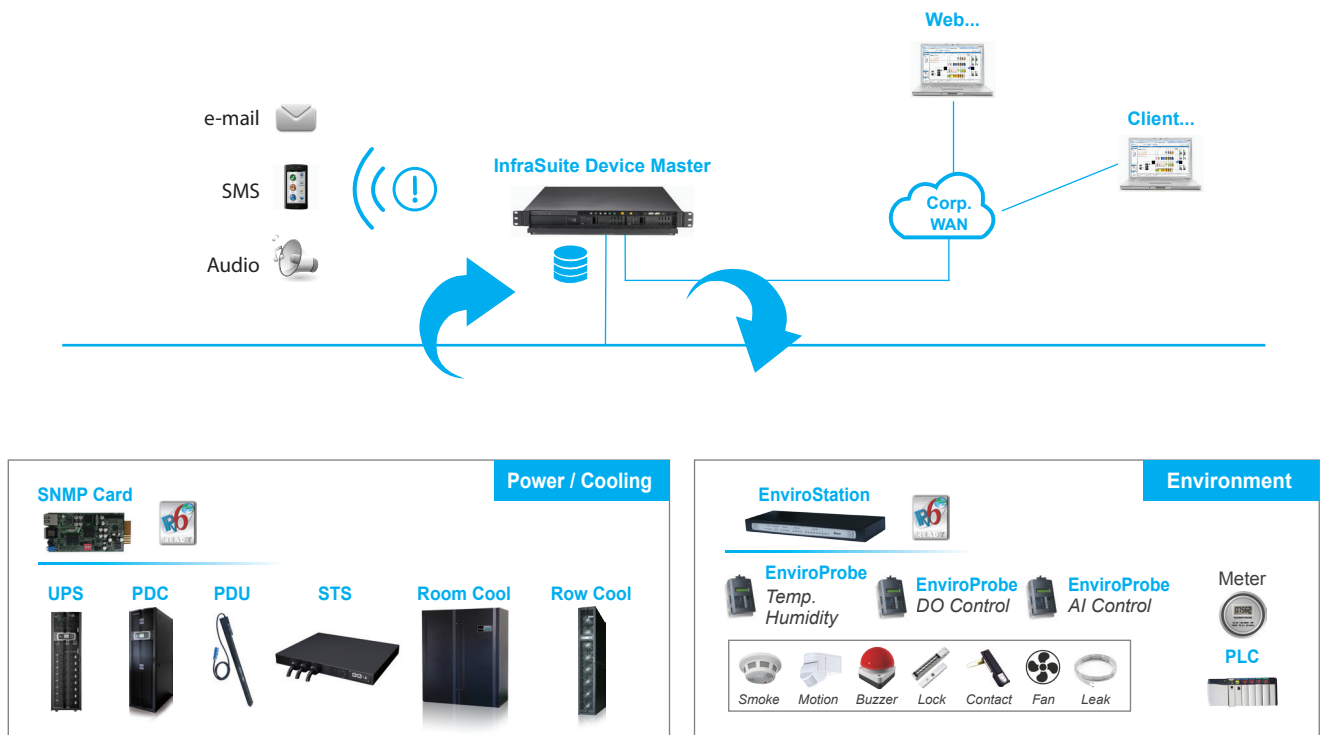 Web...
Client...
e-mail
SMS
Audio
InfraSuite Device Master
Corp.
WAN
Power / Cooling
SNMP Card
UPS
PDC
PDU
STS
Room Cool
Row Cool
Environment
EnviroStation
EnviroProbe
Temp.
Humidity
EnviroProbe
DO Control
EnviroProbe
AI Control
Meter
PLC
Smoke
Motion
Buzzer
Lock
Contact
Fan
Leak